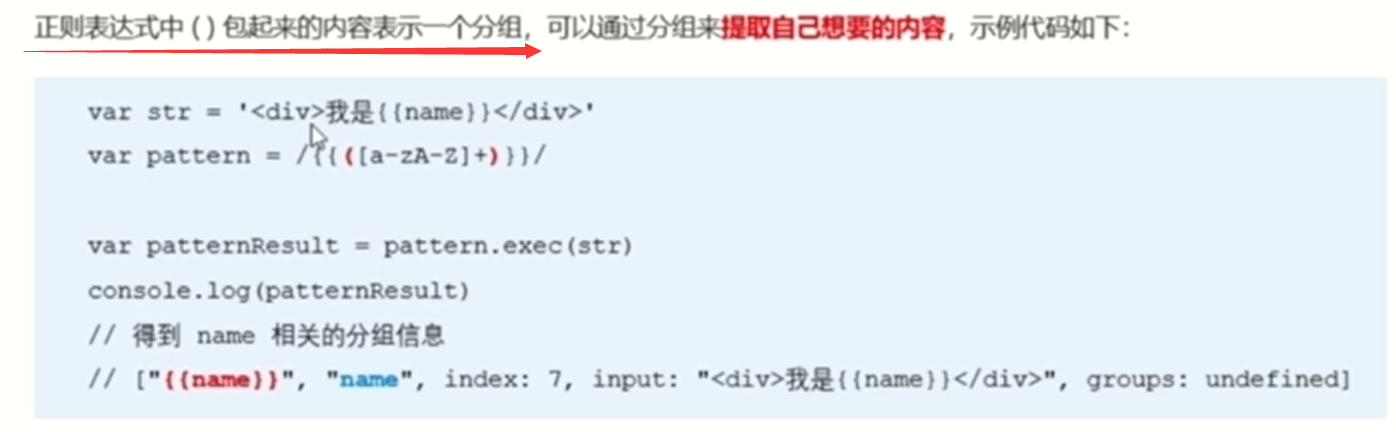 正则表达式中 ( ) 包起来的内容表示一个分组，可以通过分组来提取自己想要的内容，示例代码如下：
var str = '<div>我是{{name}}</div>'
var pattern = /{{([a-zA-Z]+)}}/
var patternResult = pattern.exec(str)
console.log(patternResult)
// 得到 name 相关的分组信息
// ["{{name}}", "name", index: 7, input: "<div>我是{{name}}</div>", groups: undefined]